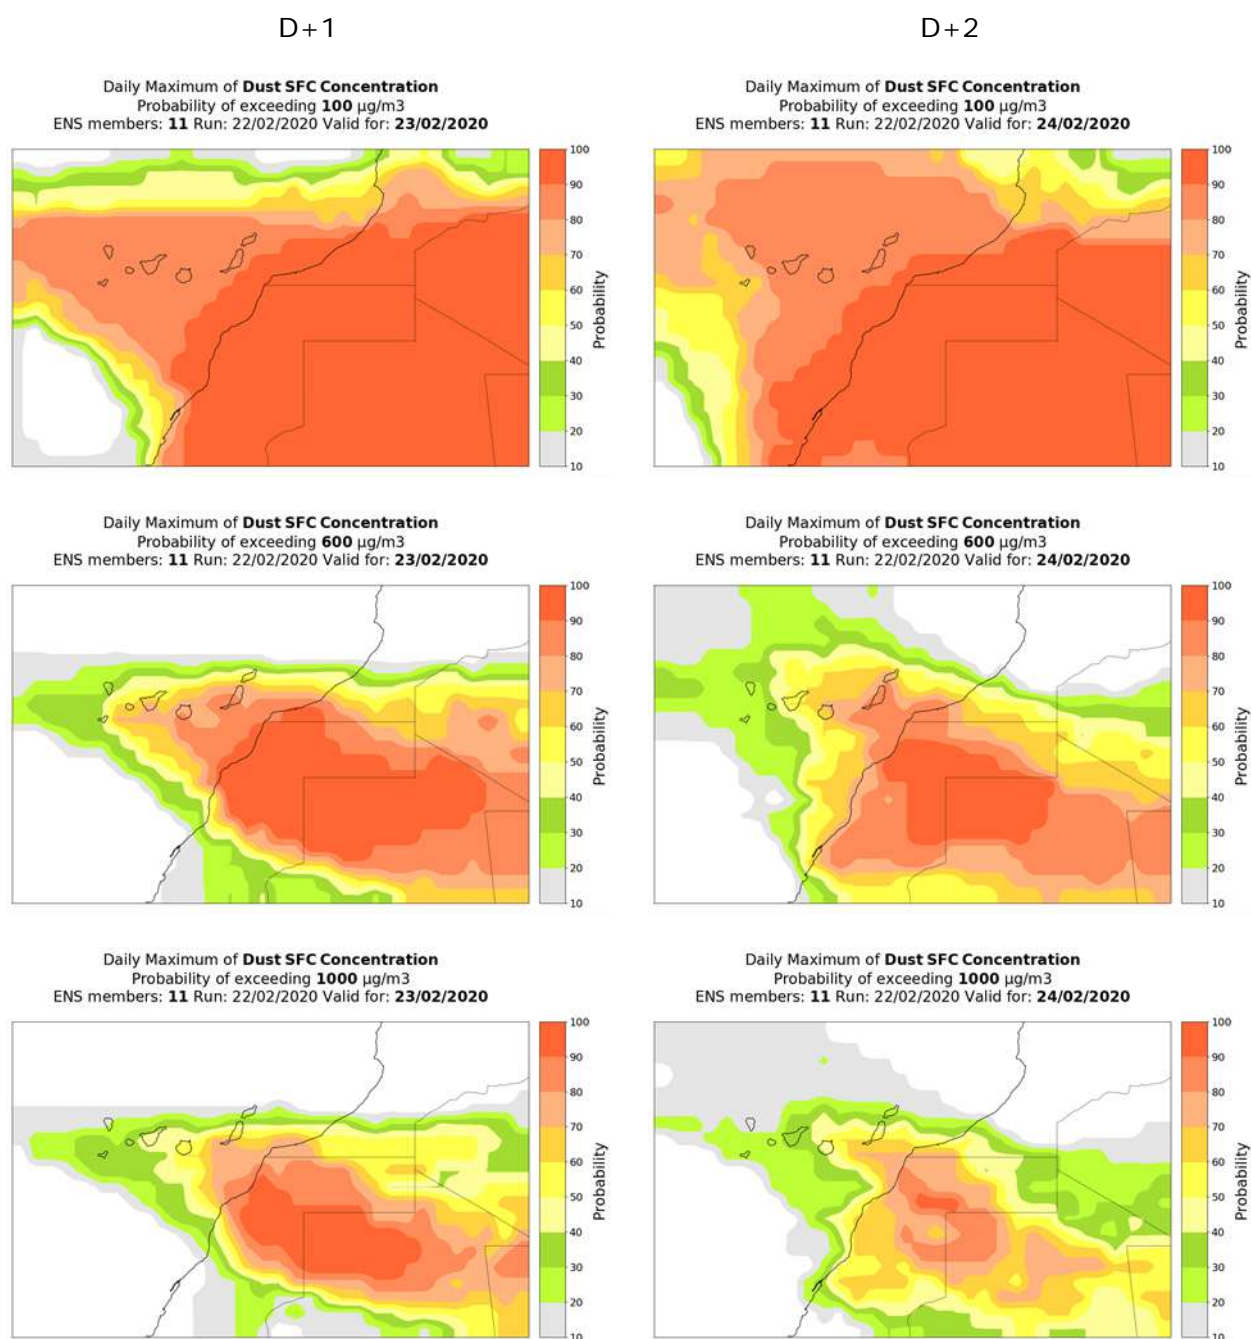 D+1
D+2
Daily Maximum of Dust SFC Concentration
Probability of exceeding 100 µg/m3
ENS members: 11 Run: 22/02/2020 Valid for: 23/02/2020
100
90
80
70
60
50
40
30
20
10
Probability
Daily Maximum of Dust SFC Concentration
Probability of exceeding 100 µg/m3
ENS members: 11 Run: 22/02/2020 Valid for: 24/02/2020
100
90
80
70
60
50
40
30
20
10
Probability
Daily Maximum of Dust SFC Concentration
Probability of exceeding 600 µg/m3
ENS members: 11 Run: 22/02/2020 Valid for: 23/02/2020
100
90
80
70
60
50
40
30
20
10
Probability
Daily Maximum of Dust SFC Concentration
Probability of exceeding 600 µg/m3
ENS members: 11 Run: 22/02/2020 Valid for: 24/02/2020
100
90
80
70
60
50
40
30
20
10
Probability
Daily Maximum of Dust SFC Concentration
Probability of exceeding 1000 µg/m3
ENS members: 11 Run: 22/02/2020 Valid for: 23/02/2020
100
90
80
70
60
50
40
30
20
10
Probability
Daily Maximum of Dust SFC Concentration
Probability of exceeding 1000 µg/m3
ENS members: 11 Run: 22/02/2020 Valid for: 24/02/2020
100
90
80
70
60
50
40
30
20
10
Probability